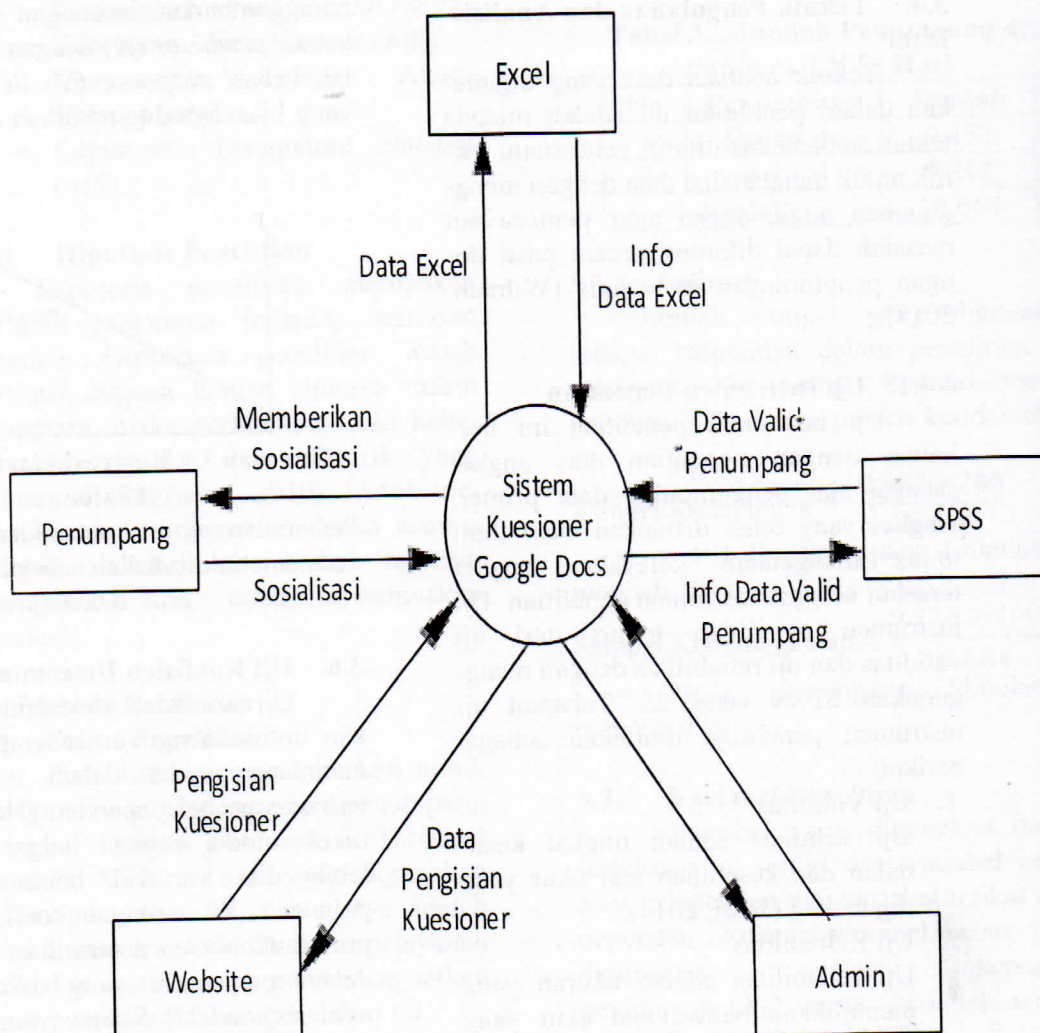 Excel
Data Excel
Info
Data Excel
Memberikan
Sosialisasi
Data Valid
Penumpang
Penumpang
Sistem
Kuesioner
Google Docs
SPSS
Sosialisasi
Info Data Valid
Penumpang
Pengisian
Kuesioner
Data
Pengisian
Kuesioner
Website
Admin